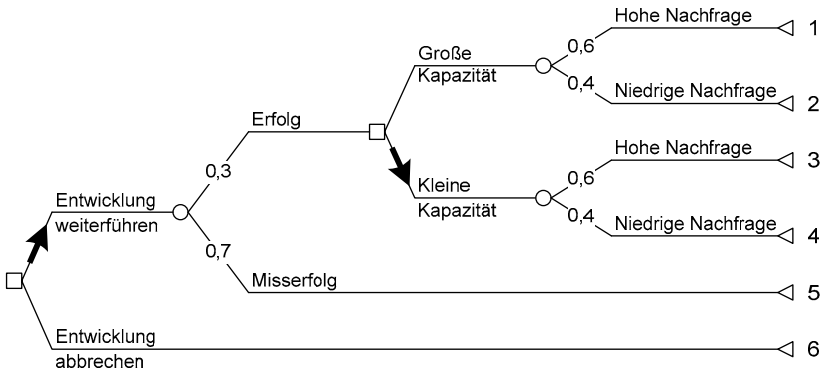 Hohe Nachfrage
1
0,6
Große
Kapazität
0,4
Niedrige Nachfrage
2
Erfolg
Hohe Nachfrage
3
0,3
0,6
Kleine
Kapazität
0,4
Entwicklung
weiterführen
Niedrige Nachfrage
4
0,7
Misserfolg
5
Entwicklung
abbrechen
6